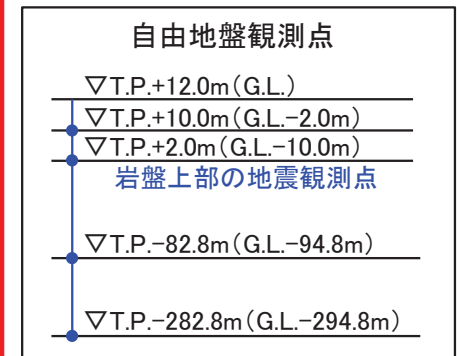 自由地盤観測点
▽T.P.+12.0m(G.L.)
▽T.P.+10.0m(G.L.-2.0m)
▽T.P.+2.0m(G.L.-10.0m)
岩盤上部の地震観測点
▽T.P.-82.8m(G.L.-94.8m)
▽T.P.-282.8m(G.L.-294.8m)